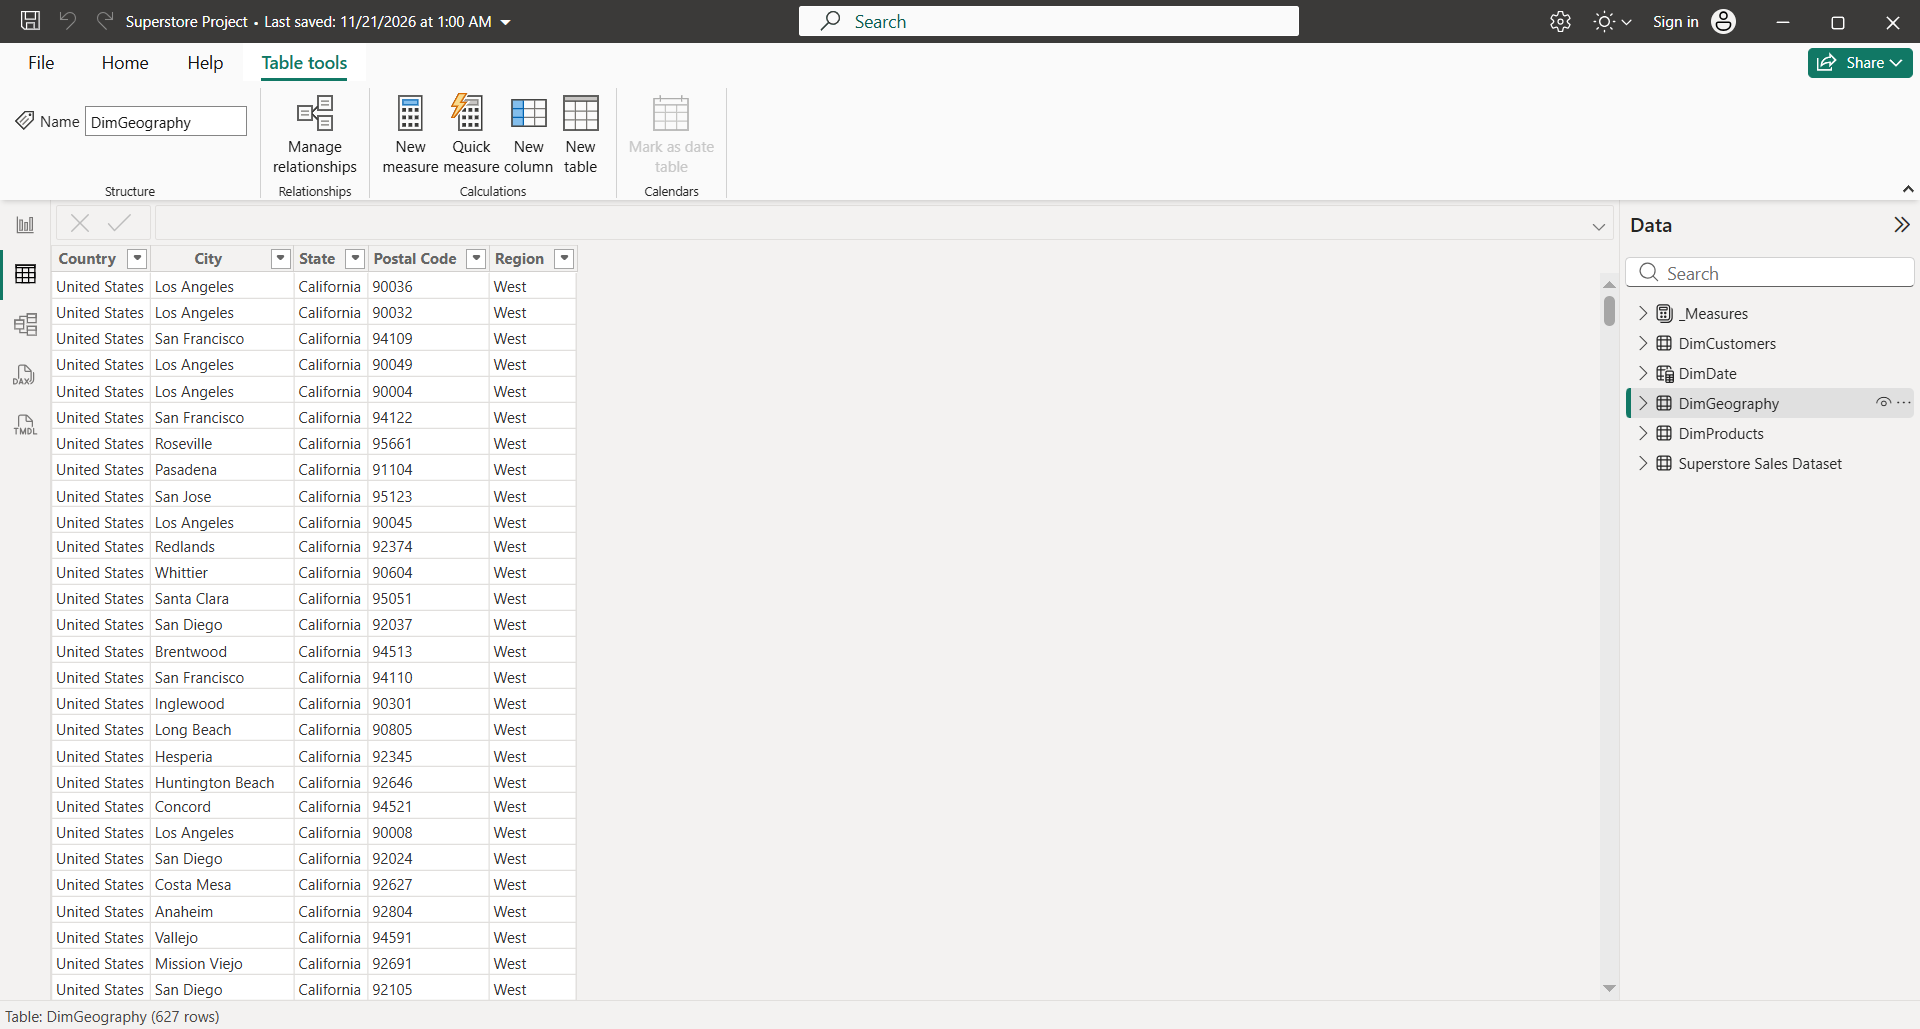 Superstore Project • Last saved: 11/21/2026 at 1:00 AM
Search
Sign in
File Home Help Table tools
Share
Name DimGeography
Manage relationships
New measure
Quick measure
New column
New table
Mark as date table
Structure Relationships Calculations Calendars
DAX
TMDL
Country City State Postal Code Region
United States Los Angeles California 90036 West
United States Los Angeles California 90032 West
United States San Francisco California 94109 West
United States Los Angeles California 90049 West
United States Los Angeles California 90004 West
United States San Francisco California 94122 West
United States Roseville California 95661 West
United States Pasadena California 91104 West
United States San Jose California 95123 West
United States Los Angeles California 90045 West
United States Redlands California 92374 West
United States Whittier California 90604 West
United States Santa Clara California 95051 West
United States San Diego California 92037 West
United States Brentwood California 94513 West
United States San Francisco California 94110 West
United States Inglewood California 90301 West
United States Long Beach California 90805 West
United States Hesperia California 92345 West
United States Huntington Beach California 92646 West
United States Concord California 94521 West
United States Los Angeles California 90008 West
United States San Diego California 92024 West
United States Costa Mesa California 92627 West
United States Anaheim California 92804 West
United States Vallejo California 94591 West
United States Mission Viejo California 92691 West
United States San Diego California 92105 West
Data
Search
_Measures
DimCustomers
DimDate
DimGeography
DimProducts
Superstore Sales Dataset
Table: DimGeography (627 rows)